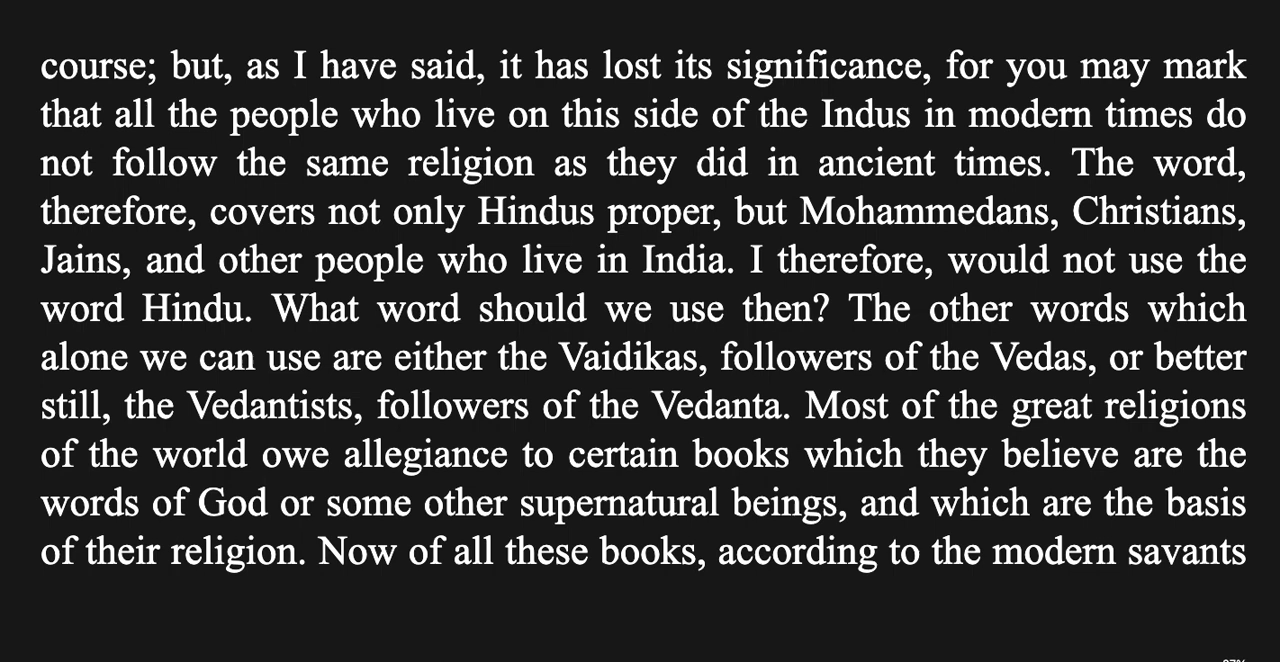 course; but, as I have said, it has lost its significance, for you may mark
that all the people who live on this side of the Indus in modern times do
not follow the same religion as they did in ancient times. The word,
therefore, covers not only Hindus proper, but Mohammedans, Christians,
Jains, and other people who live in India. I therefore, would not use the
word Hindu. What word should we use then? The other words which
alone we can use are either the Vaidikas, followers of the Vedas, or better
still, the Vedantists, followers of the Vedanta. Most of the great religions
of the world owe allegiance to certain books which they believe are the
words of God or some other supernatural beings, and which are the basis
of their religion. Now of all these books, according to the modern savants